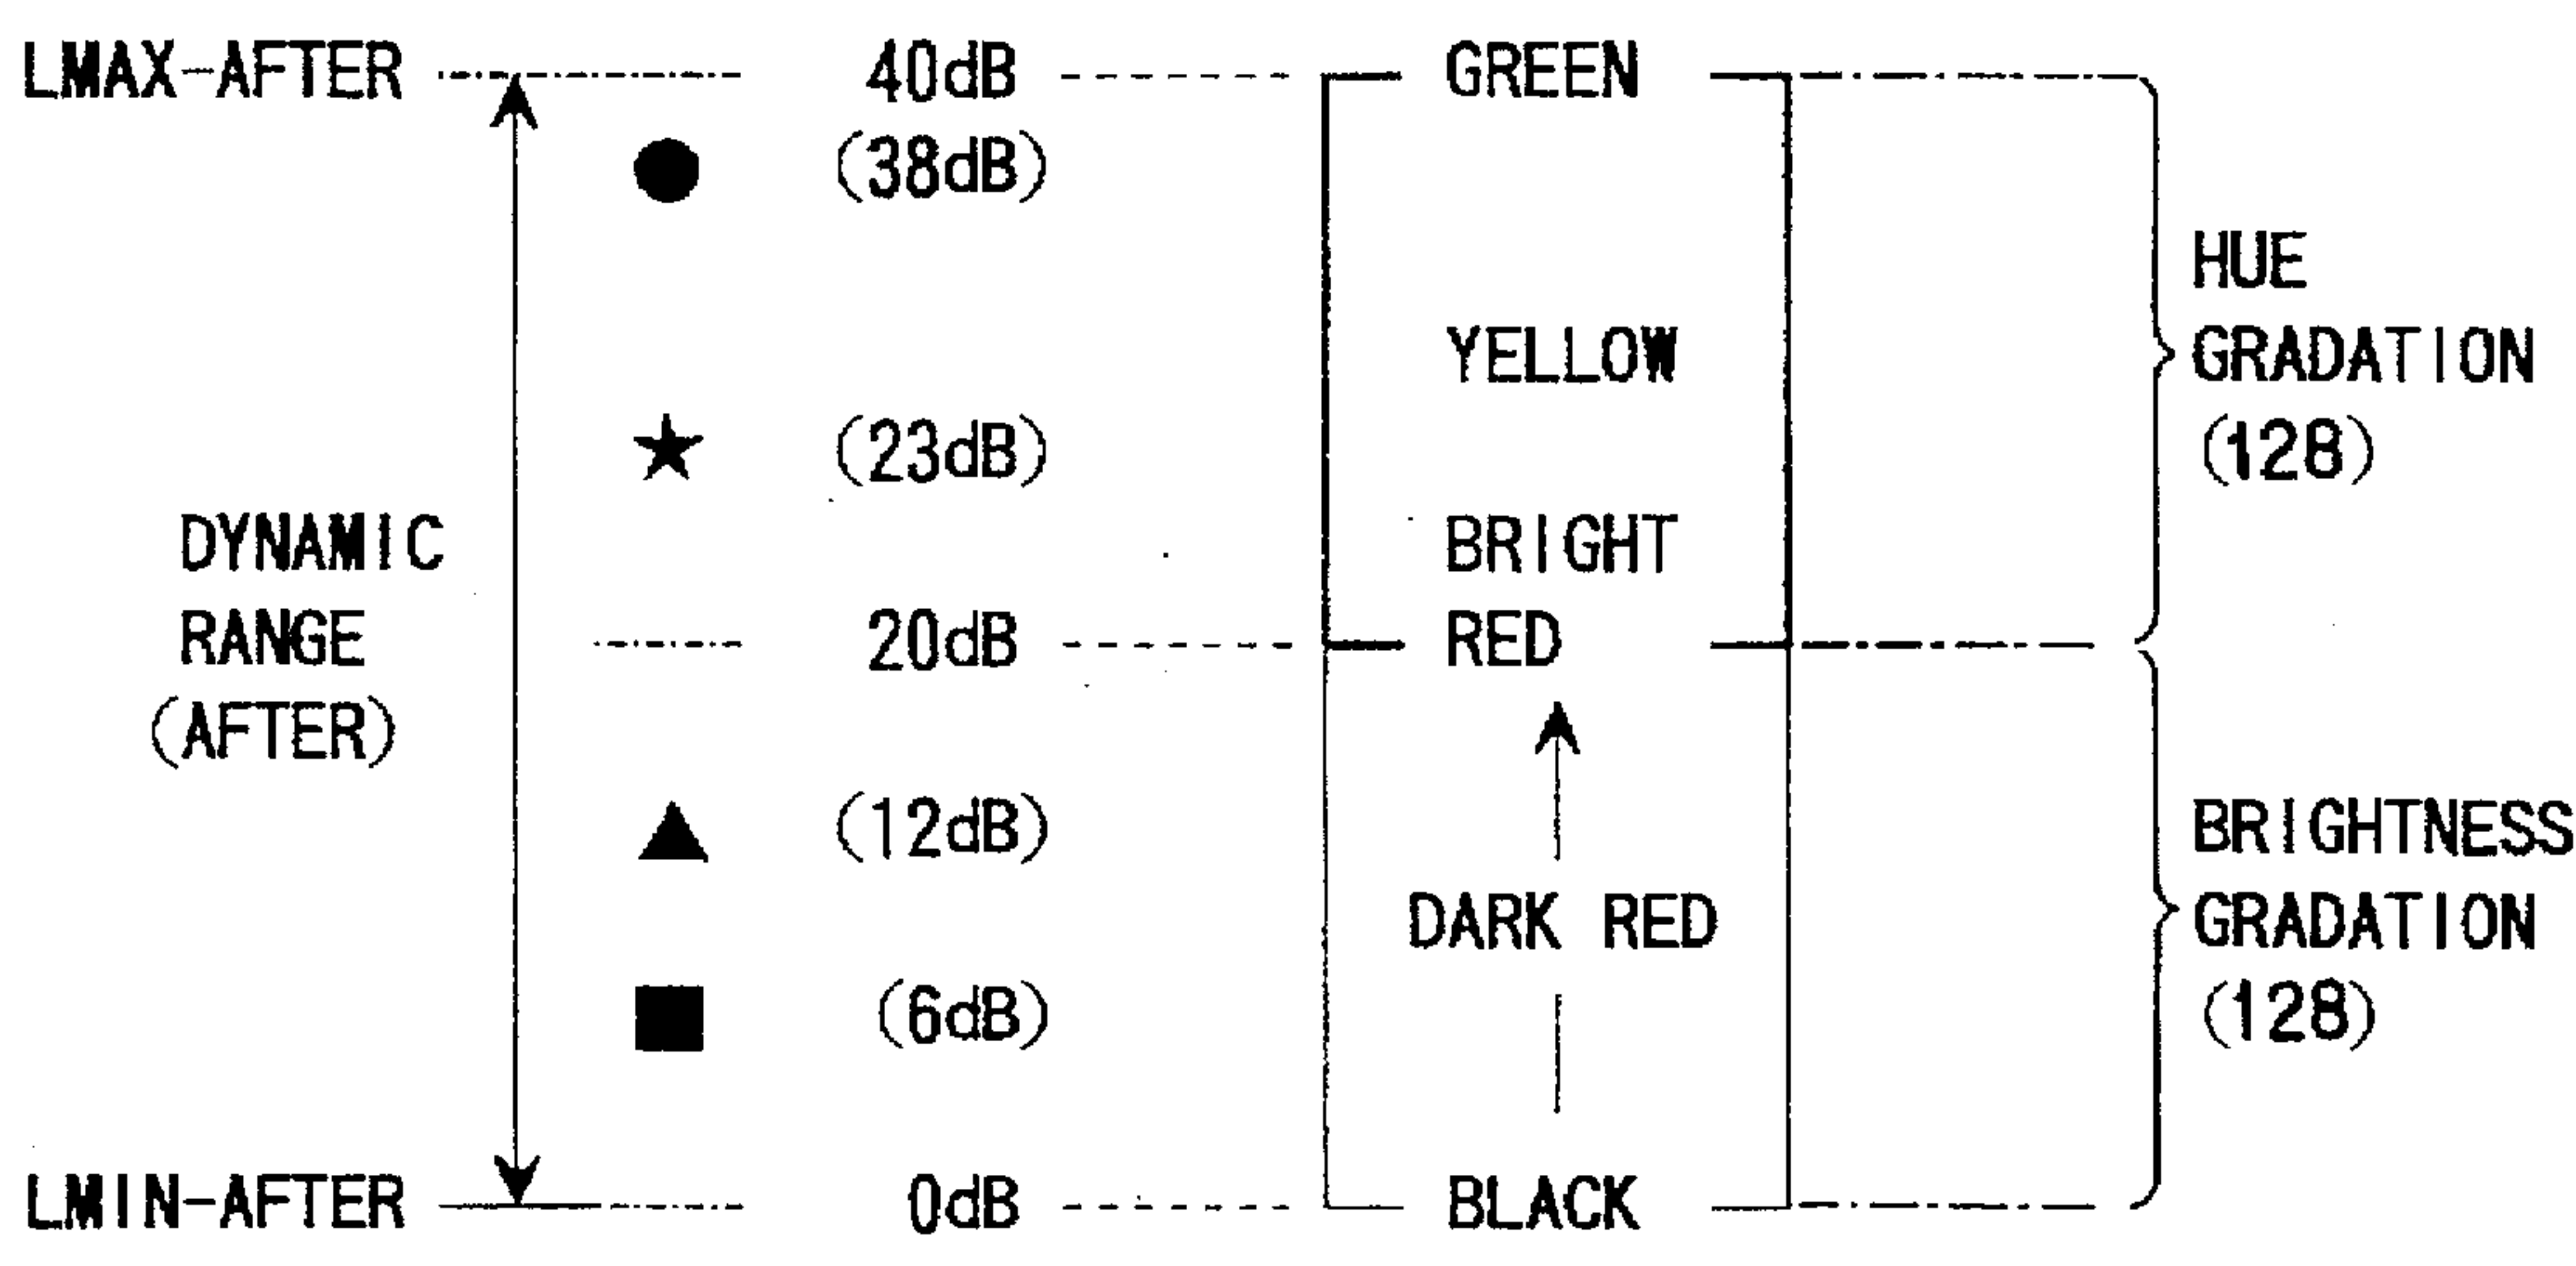 LMAX-AFTER 40dB GREEN
(38dB)
HUE
YELLOW GRADATION
(23dB) (128)
DYNAMIC BRIGHT
RANGE 20dB RED
(AFTER)
(12dB) BRIGHTNESS
DARK RED GRADATION
(6dB) (128)
LMIN-AFTER 0dB BLACK